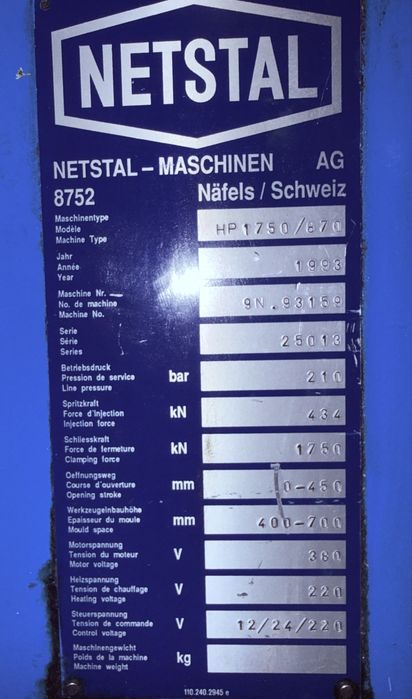 NETSTAL
NETSTAL – MASCHINEN AG
8752 Näfels / Schweiz
Maschinentype
Modèle
Machine Type HP1750/870
Jahr
Année
Year 1993
Maschine Nr.
No. de machine
Machine No. 9N.93159
Serie
Série
Series 25013
Betriebsdruck
Pression de service
Line pressure bar 210
Spritzkraft
Force d'injection
Injection force kN 434
Schliesskraft
Force de fermeture
Clamping force kN 1750
Oeffnungsweg
Course d'ouverture
Opening stroke mm 0-450
Werkzeugeinbauhöhe
Epaisseur du moule
Mould space mm 400-700
Motorspannung
Tension du moteur
Motor voltage V 380
Heizspannung
Tension de chauffage
Heating voltage V 220
Steuerspannung
Tension de commande
Control voltage V 12/24/220
Maschinengewicht
Poids de la machine
Machine weight kg
110.240.2945 e